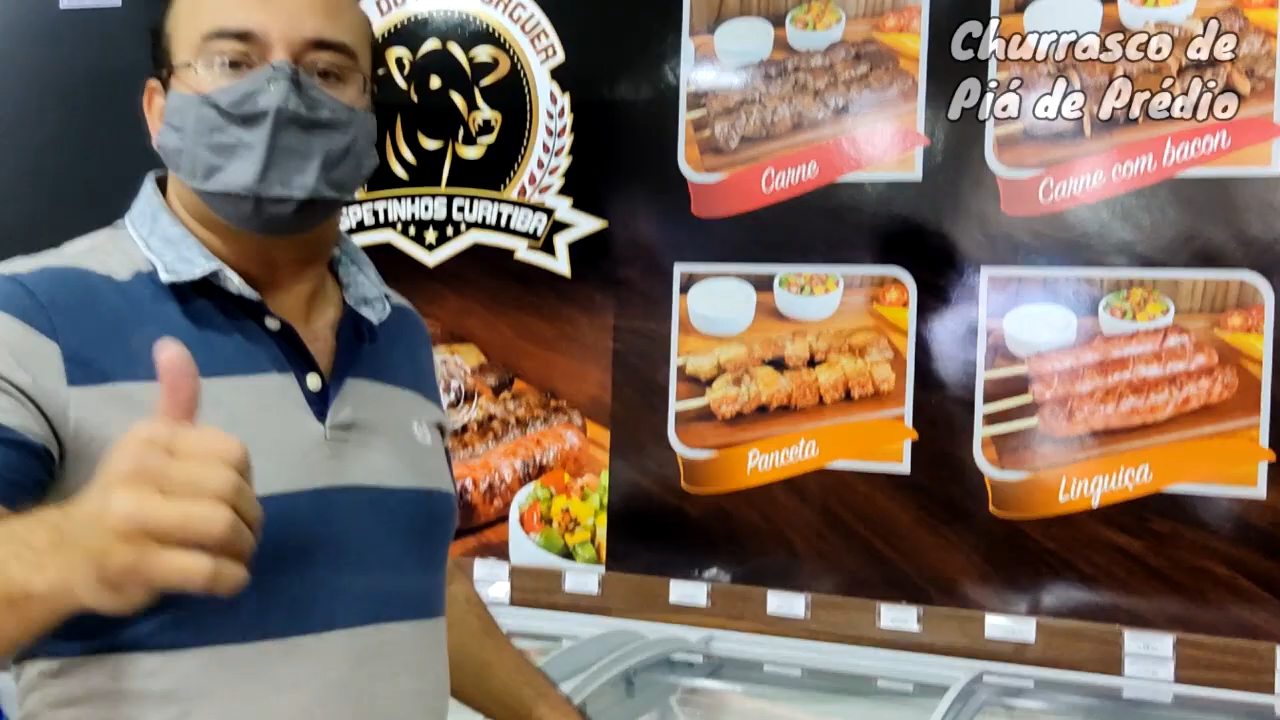 Churrasco de
Piá de Prédio
SPETINHOS CURITIBA
Carne
Carne com bacon
Panceta
Linguiça